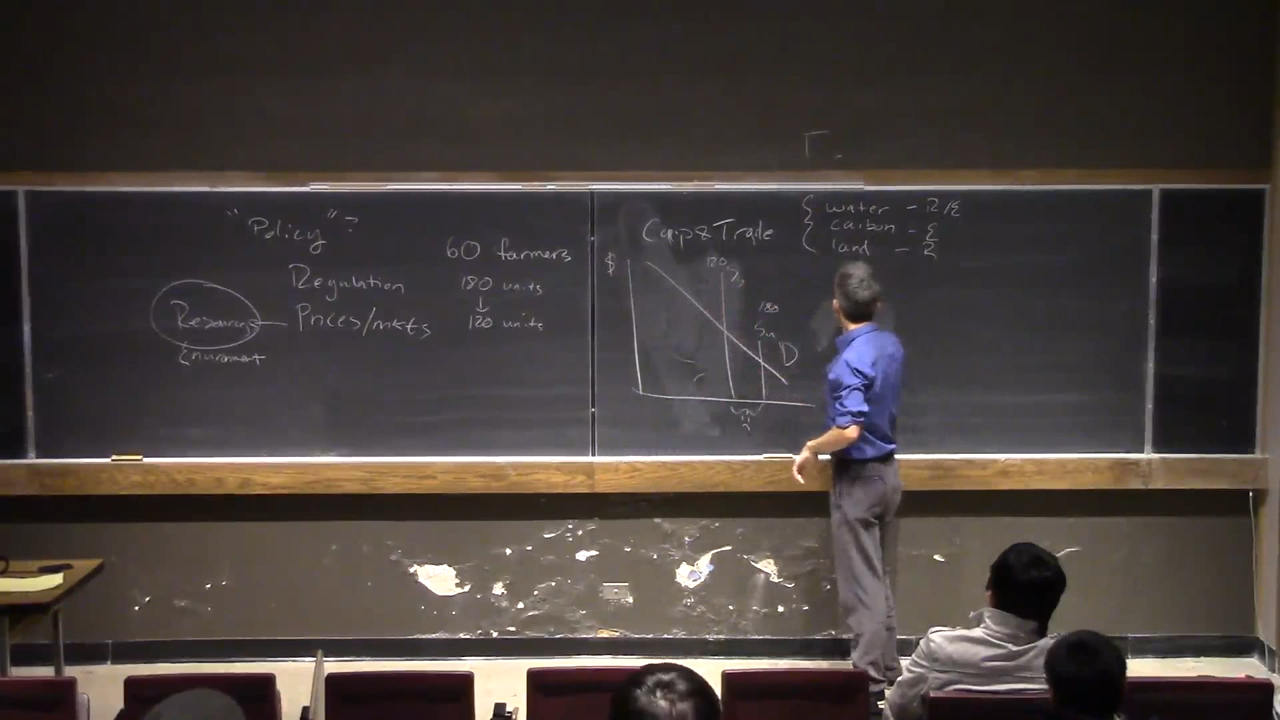 "Policy"?
Regulation
Resources — Prices/mkts
Environment
60 farmers
180 units
↓
120 units
Cap & Trade
{ water - R/E
{ carbon - E
{ land - R
$
120
180
D